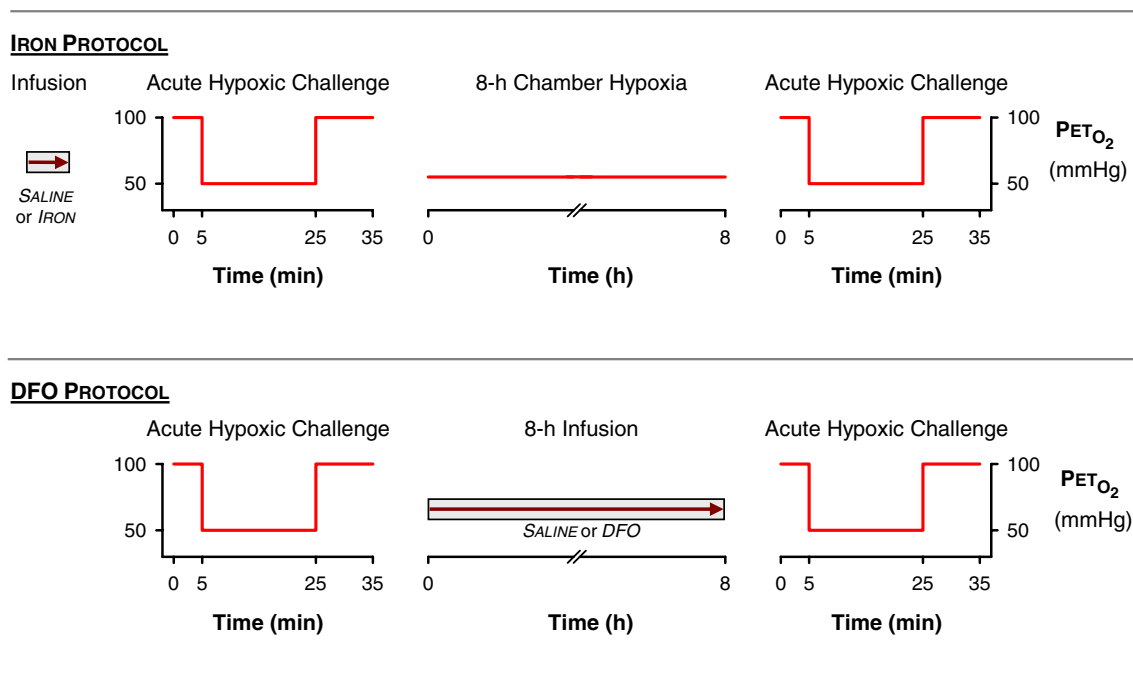 IRON PROTOCOL
Infusion
Acute Hypoxic Challenge
8-h Chamber Hypoxia
Acute Hypoxic Challenge
100
50
SALINE
or IRON
0 5 25 35
Time (min)
0 8
Time (h)
100
50
PETO2
(mmHg)
0 5 25 35
Time (min)
DFO PROTOCOL
Acute Hypoxic Challenge
8-h Infusion
Acute Hypoxic Challenge
100
50
0 5 25 35
Time (min)
SALINE or DFO
0 8
Time (h)
100
50
PETO2
(mmHg)
0 5 25 35
Time (min)